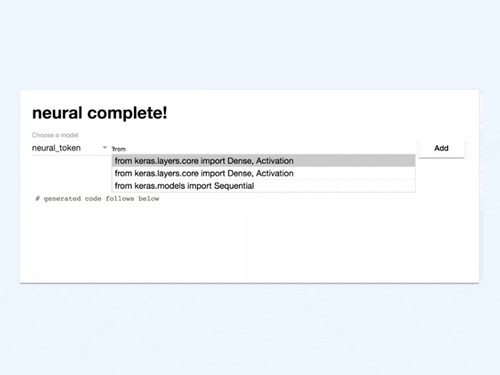 neural complete!
Choose a model
neural_token from Add
from keras.layers.core import Dense, Activation
from keras.layers.core import Dense, Activation
from keras.models import Sequential
# generated code follows below